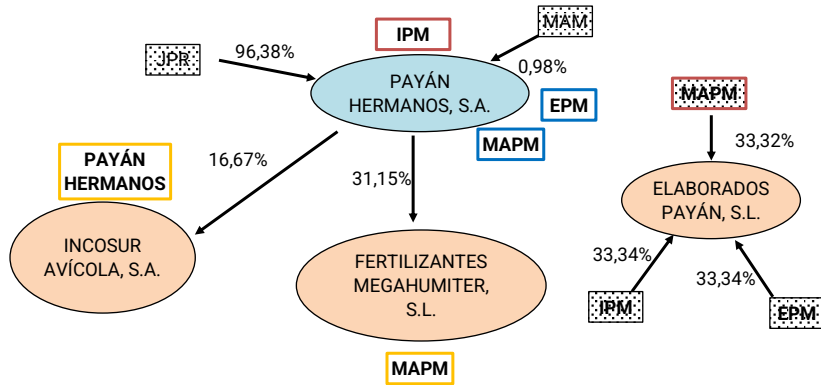 IPM
MAM
JPR
96,38%
0,98%
PAYÁN
HERMANOS, S.A.
EPM
MAPM
MAPM
PAYÁN
HERMANOS
16,67%
31,15%
33,32%
INCOSUR
AVÍCOLA, S.A.
FERTILIZANTES
MEGAHUMITER,
S.L.
ELABORADOS
PAYÁN, S.L.
33,34%
33,34%
IPM
EPM
MAPM